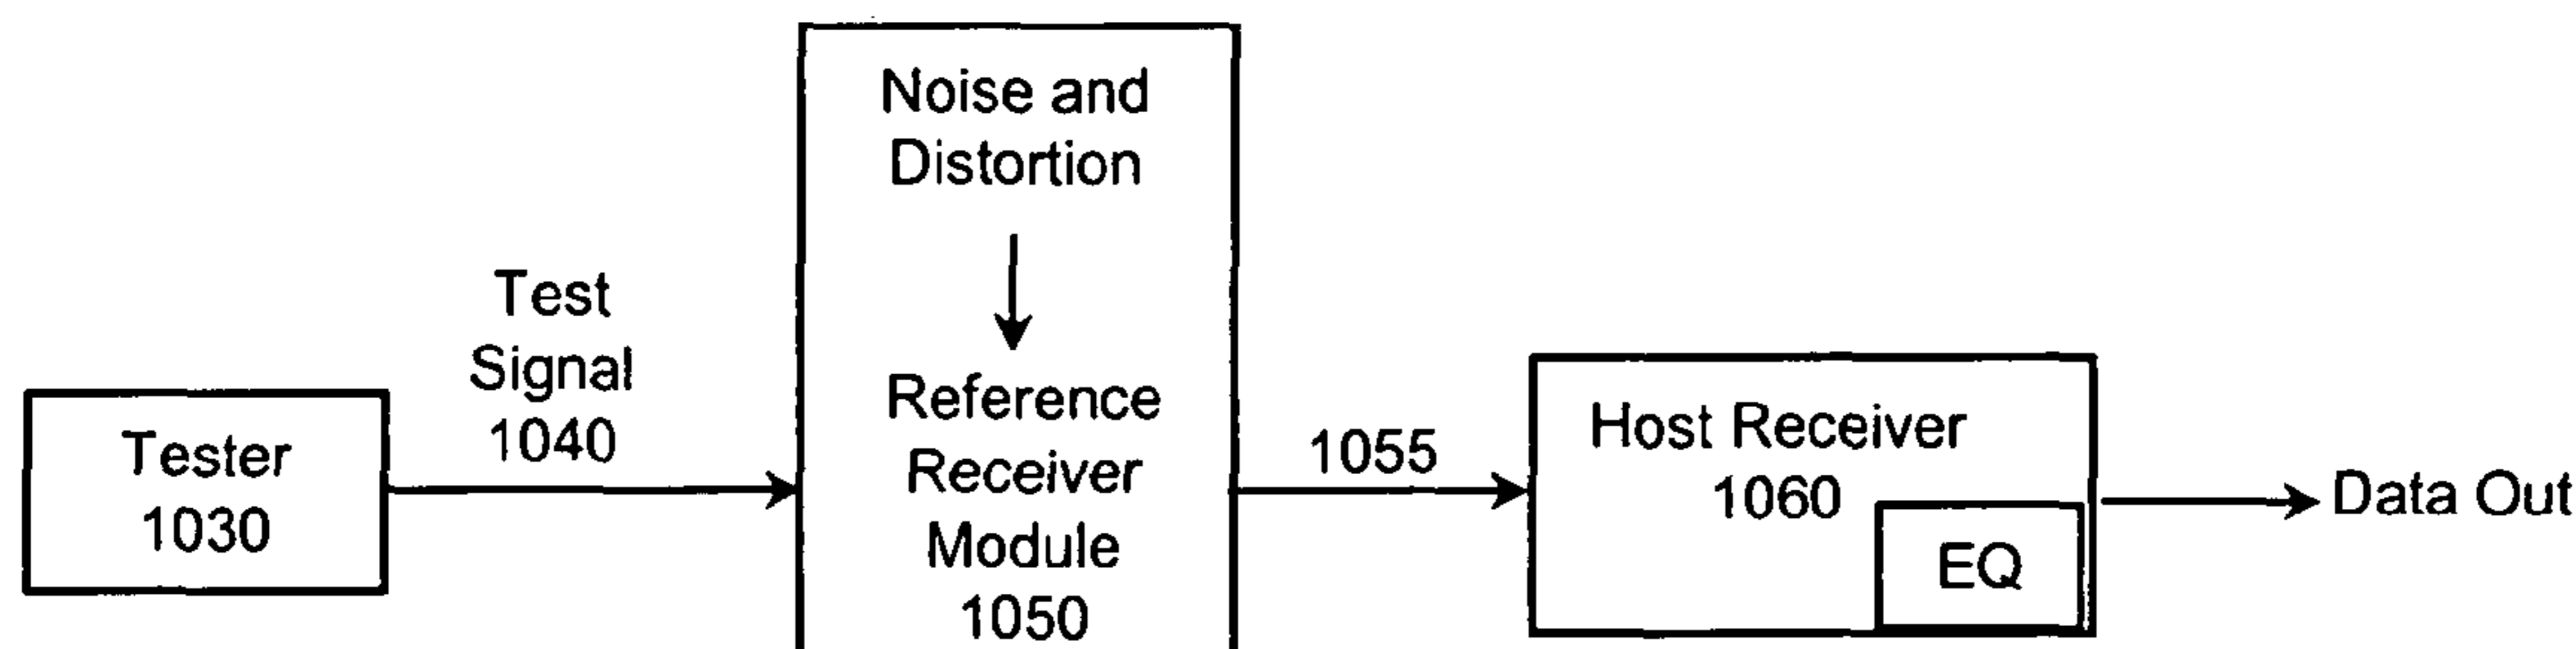 Tester
1030
Test
Signal
1040
Noise and
Distortion
Reference
Receiver
Module
1050
1055
Host Receiver
1060
EQ
Data Out